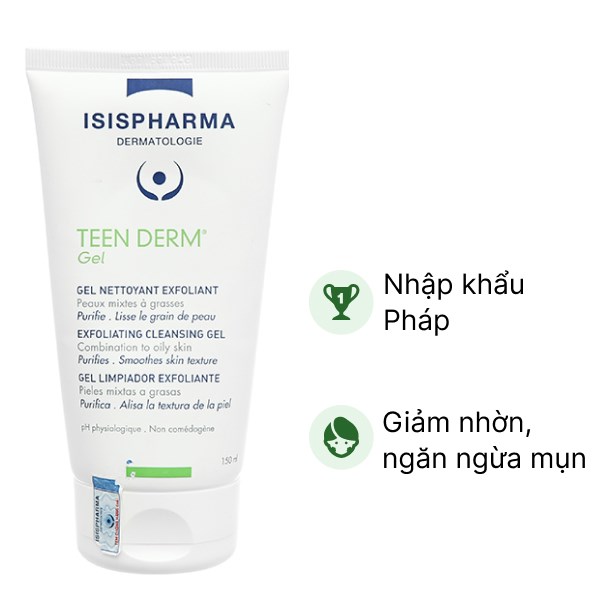 ISISPHARMA
DERMATOLOGIE
TEEN DERM®
Gel
GEL NETTOYANT EXFOLIANT
Peaux mixtes à grasses
Purifie . Lisse le grain de peau
EXFOLIATING CLEANSING GEL
Combination to oily skin
Purifies . Smoothes skin texture
GEL LIMPIADOR EXFOLIANTE
Pieles mixtas a grasas
Purifica . Alisa la textura de la piel
pH physiologique . Non comédogène
150 ml
ISISPHARMA
DERMATOLOGIE
1
Nhập khẩu
Pháp
Giảm nhờn,
ngăn ngừa mụn